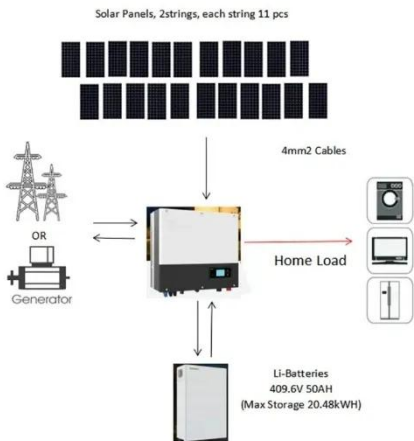 Solar Panels, 2strings, each string 11 pcs
4mm2 Cables
OR
Generator
Home Load
Li-Batteries
409.6V 50AH
(Max Storage 20.48kWH)